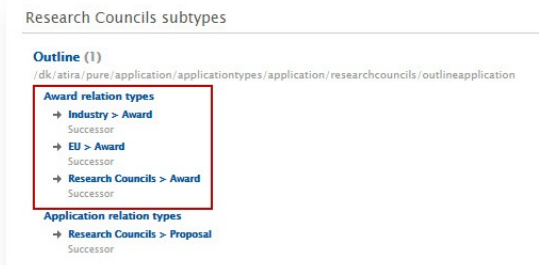 Research Councils subtypes
Outline (1)
/dk/atira/pure/application/applicationtypes/application/researchcouncils/outlineapplication
Award relation types
→ Industry > Award
Successor
→ EU > Award
Successor
→ Research Councils > Award
Successor
Application relation types
→ Research Councils > Proposal
Successor